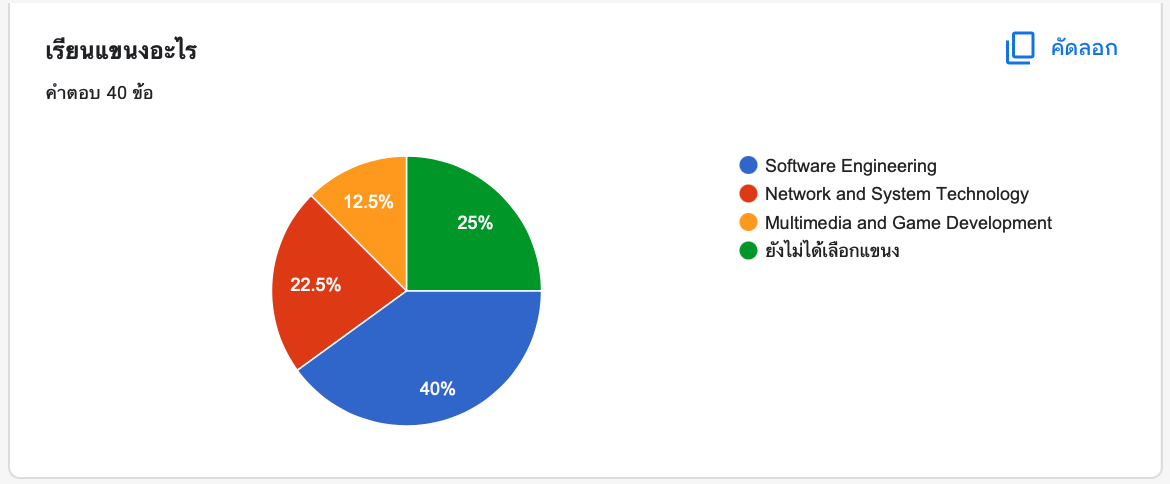 เรียนแขนงอะไร
คัดลอก
คำตอบ 40 ข้อ
12.5%
25%
22.5%
40%
Software Engineering
Network and System Technology
Multimedia and Game Development
ยังไม่ได้เลือกแขนง